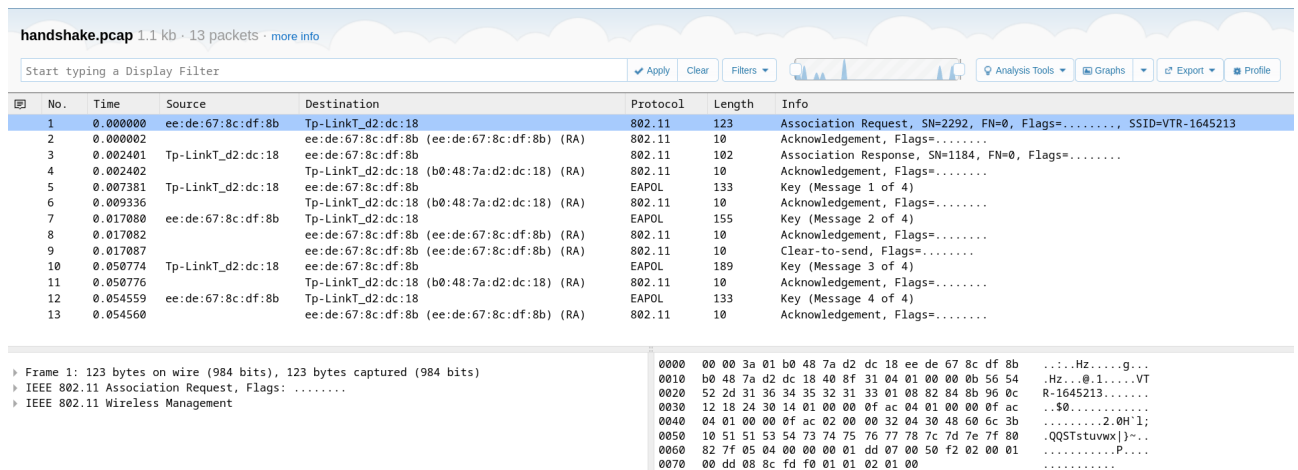 handshake.pcap 1.1 kb · 13 packets · more info
Start typing a Display Filter Apply Clear Filters Analysis Tools Graphs Export Profile
No. Time Source Destination Protocol Length Info
1 0.000000 ee:de:67:8c:df:8b Tp-LinkT_d2:dc:18 802.11 123 Association Request, SN=2292, FN=0, Flags=........, SSID=VTR-1645213
2 0.000002 ee:de:67:8c:df:8b (ee:de:67:8c:df:8b) (RA) 802.11 10 Acknowledgement, Flags=........
3 0.002401 Tp-LinkT_d2:dc:18 ee:de:67:8c:df:8b 802.11 102 Association Response, SN=1184, FN=0, Flags=........
4 0.002402 Tp-LinkT_d2:dc:18 (b0:48:7a:d2:dc:18) (RA) 802.11 10 Acknowledgement, Flags=........
5 0.007381 Tp-LinkT_d2:dc:18 ee:de:67:8c:df:8b EAPOL 133 Key (Message 1 of 4)
6 0.009336 Tp-LinkT_d2:dc:18 (b0:48:7a:d2:dc:18) (RA) 802.11 10 Acknowledgement, Flags=........
7 0.017080 ee:de:67:8c:df:8b Tp-LinkT_d2:dc:18 EAPOL 155 Key (Message 2 of 4)
8 0.017082 ee:de:67:8c:df:8b (ee:de:67:8c:df:8b) (RA) 802.11 10 Acknowledgement, Flags=........
9 0.017087 ee:de:67:8c:df:8b (ee:de:67:8c:df:8b) (RA) 802.11 10 Clear-to-send, Flags=........
10 0.050774 Tp-LinkT_d2:dc:18 ee:de:67:8c:df:8b EAPOL 189 Key (Message 3 of 4)
11 0.050776 Tp-LinkT_d2:dc:18 (b0:48:7a:d2:dc:18) (RA) 802.11 10 Acknowledgement, Flags=........
12 0.054559 ee:de:67:8c:df:8b Tp-LinkT_d2:dc:18 EAPOL 133 Key (Message 4 of 4)
13 0.054560 ee:de:67:8c:df:8b (ee:de:67:8c:df:8b) (RA) 802.11 10 Acknowledgement, Flags=........
Frame 1: 123 bytes on wire (984 bits), 123 bytes captured (984 bits)
IEEE 802.11 Association Request, Flags: ........
IEEE 802.11 Wireless Management
0000 00 00 3a 01 b0 48 7a d2 dc 18 ee de 67 8c df 8b ..:..Hz.....g...
0010 b0 48 7a d2 dc 18 40 8f 31 04 01 00 00 0b 56 54 .Hz...@.1.....VT
0020 52 2d 31 36 34 35 32 31 33 01 08 82 84 8b 96 0c R-1645213.......
0030 12 18 24 30 14 01 00 00 0f ac 04 01 00 00 0f ac ..$0............
0040 04 01 00 00 0f ac 02 00 00 32 04 30 48 60 6c 3b .........2.0H`l;
0050 10 51 51 53 54 73 74 75 76 77 78 7c 7d 7e 7f 80 .QQSTstuvwx|}~..
0060 82 7f 05 04 00 00 00 01 dd 07 00 50 f2 02 00 01 ...........P....
0070 00 dd 08 8c fd f0 01 01 02 01 00 ...........